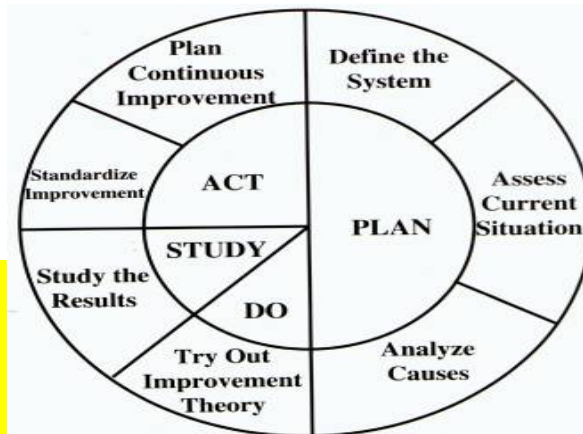 Plan
Continuous
Improvement
Define the
System
Standardize
Improvement
ACT
Assess
Current
Situation
PLAN
STUDY
Study the
Results
DO
Try Out
Improvement
Theory
Analyze
Causes